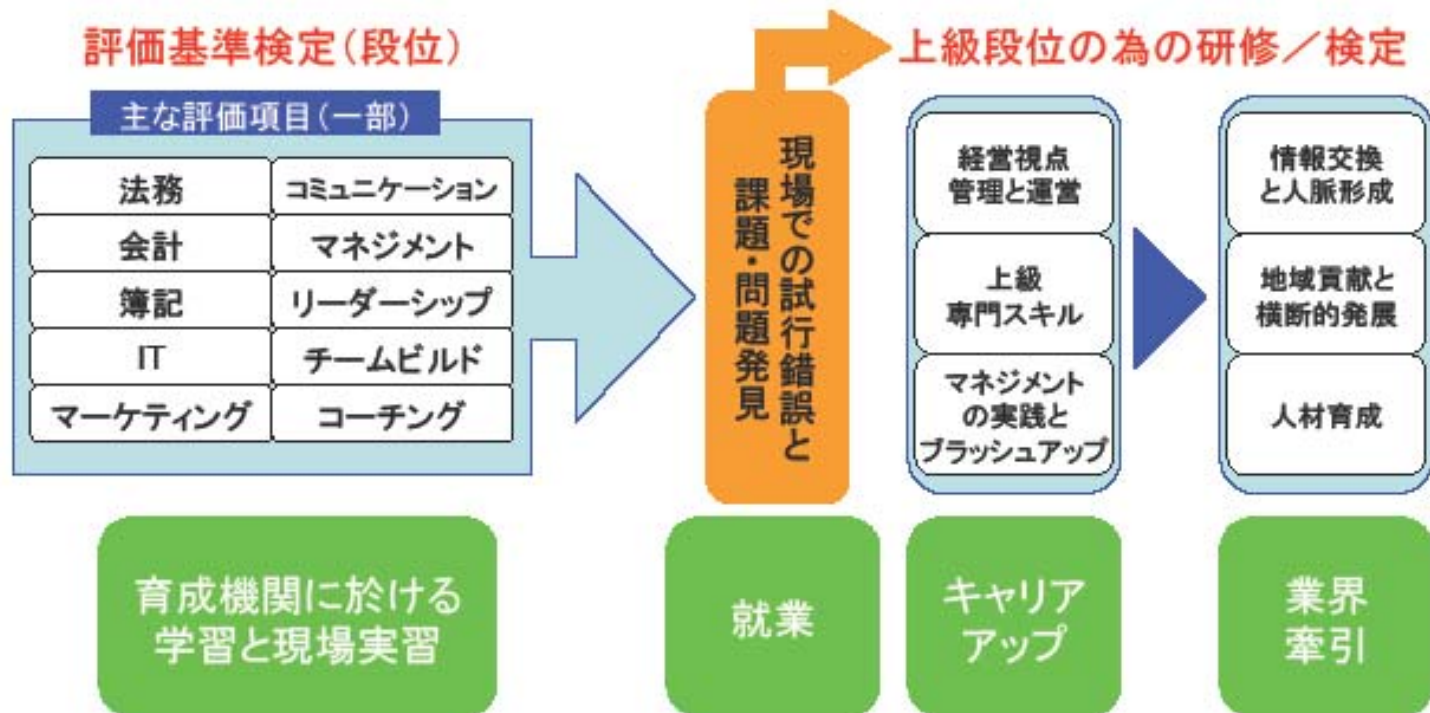 評価基準検定(段位)
主な評価項目(一部)
法務
コミュニケーション
会計
マネジメント
簿記
リーダーシップ
IT
チームビルド
マーケティング
コーチング
現場での試行錯誤と
課題・問題発見
上級段位の為の研修／検定
経営視点
管理と運営
上級
専門スキル
マネジメント
の実践と
ブラッシュアップ
情報交換
と人脈形成
地域貢献と
横断的発展
人材育成
育成機関に於ける
学習と現場実習
就業
キャリア
アップ
業界
牽引